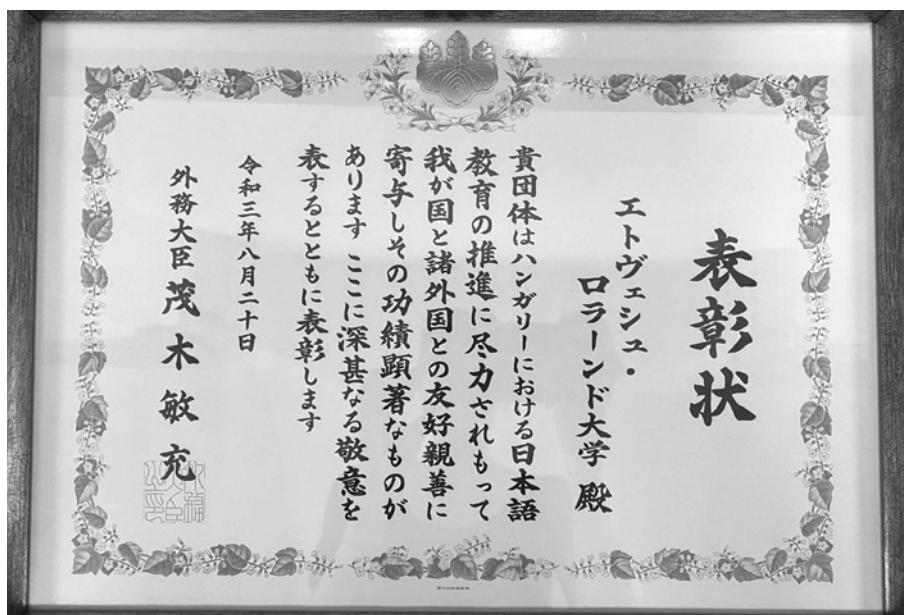 表彰状
エトヴェシュ・
ロラーンド大学 殿
貴団体はハンガリーにおける日本語
教育の推進に尽力されもって
我が国と諸外国との友好親善に
寄与しその功績顕著なものが
あります ここに深甚なる敬意を
表するとともに表彰します
令和三年八月二十日
外務大臣 茂木敏充